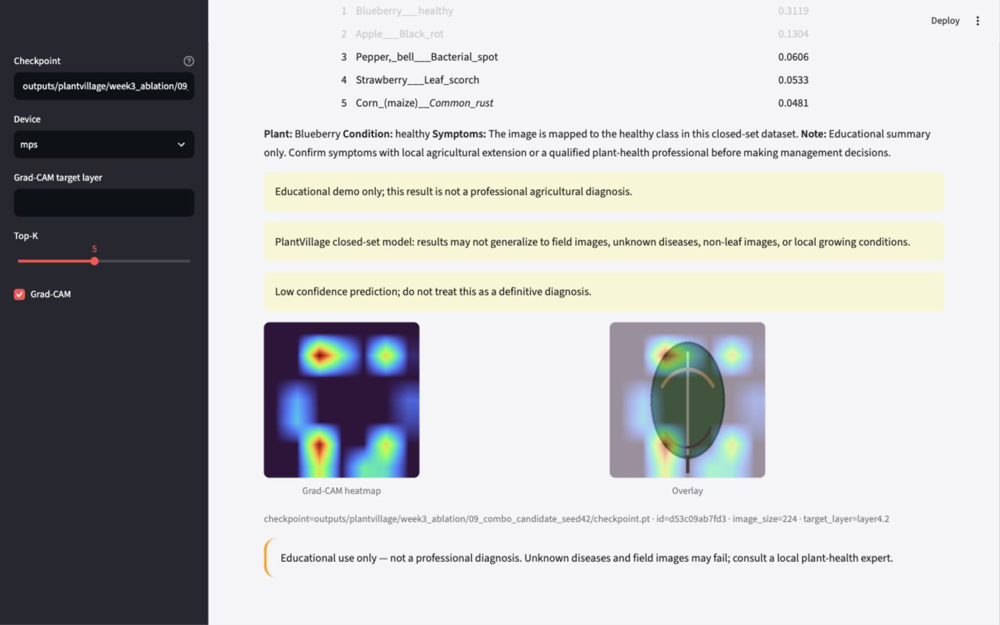 Deploy
Checkpoint
outputs/plantvillage/week3_ablation/09_
Device
mps
Grad-CAM target layer
Top-K
5
Grad-CAM
1 Blueberry___healthy 0.3119
2 Apple___Black_rot 0.1304
3 Pepper,_bell___Bacterial_spot 0.0606
4 Strawberry___Leaf_scorch 0.0533
5 Corn_(maize)__Common_rust 0.0481
Plant: Blueberry Condition: healthy Symptoms: The image is mapped to the healthy class in this closed-set dataset. Note: Educational summary
only. Confirm symptoms with local agricultural extension or a qualified plant-health professional before making management decisions.
Educational demo only; this result is not a professional agricultural diagnosis.
PlantVillage closed-set model: results may not generalize to field images, unknown diseases, non-leaf images, or local growing conditions.
Low confidence prediction; do not treat this as a definitive diagnosis.
Grad-CAM heatmap
Overlay
checkpoint=outputs/plantvillage/week3_ablation/09_combo_candidate_seed42/checkpoint.pt · id=d53c09ab7fd3 · image_size=224 · target_layer=layer4.2
Educational use only — not a professional diagnosis. Unknown diseases and field images may fail; consult a local plant-health expert.